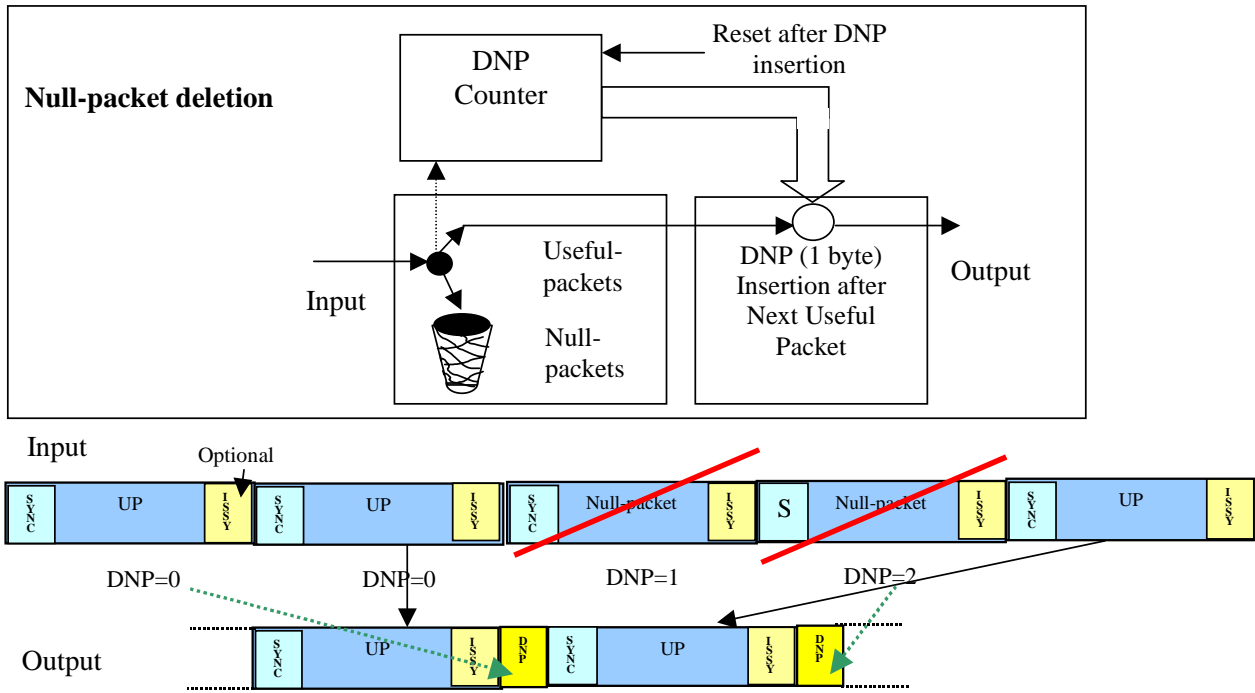 Null-packet deletion
DNP
Counter
Reset after DNP
insertion
Input
Useful-
packets
Null-
packets
DNP (1 byte)
Insertion after
Next Useful
Packet
Output
Input
Optional
SYNC UP ISSY SYNC UP ISSY SYNC Null-packet ISSY S Null-packet ISSY SYNC UP ISSY
DNP=0 DNP=0 DNP=1 DNP=2
Output
SYNC UP ISSY DNP SYNC UP ISSY DNP